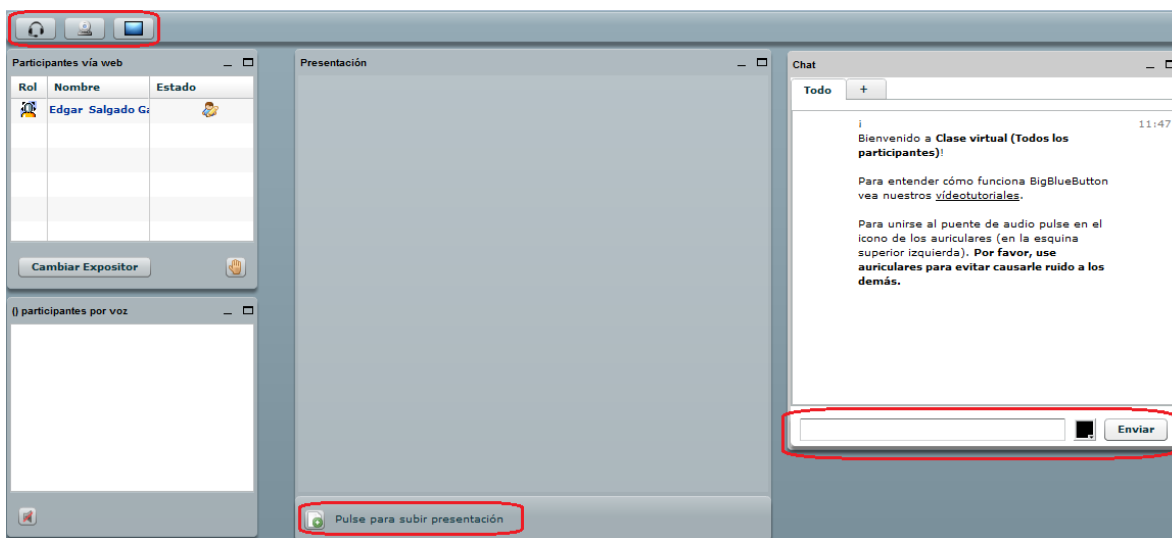 Participantes vía web
Rol Nombre Estado
Edgar Salgado Ga
Cambiar Expositor
() participantes por voz
Presentación
Pulse para subir presentación
Chat
Todo +
¡ 11:47
Bienvenido a Clase virtual (Todos los
participantes)!
Para entender cómo funciona BigBlueButton
vea nuestros vídeotutoriales.
Para unirse al puente de audio pulse en el
icono de los auriculares (en la esquina
superior izquierda). Por favor, use
auriculares para evitar causarle ruido a los
demás.
Enviar